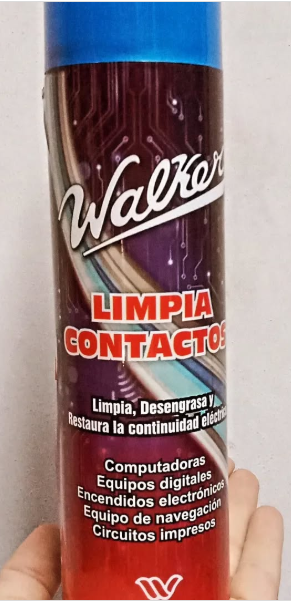 Walker
LIMPIA
CONTACTOS
Limpia, Desengrasa y
Restaura la continuidad eléctrica
Computadoras
Equipos digitales
Encendidos electrónicos
Equipo de navegación
Circuitos impresos